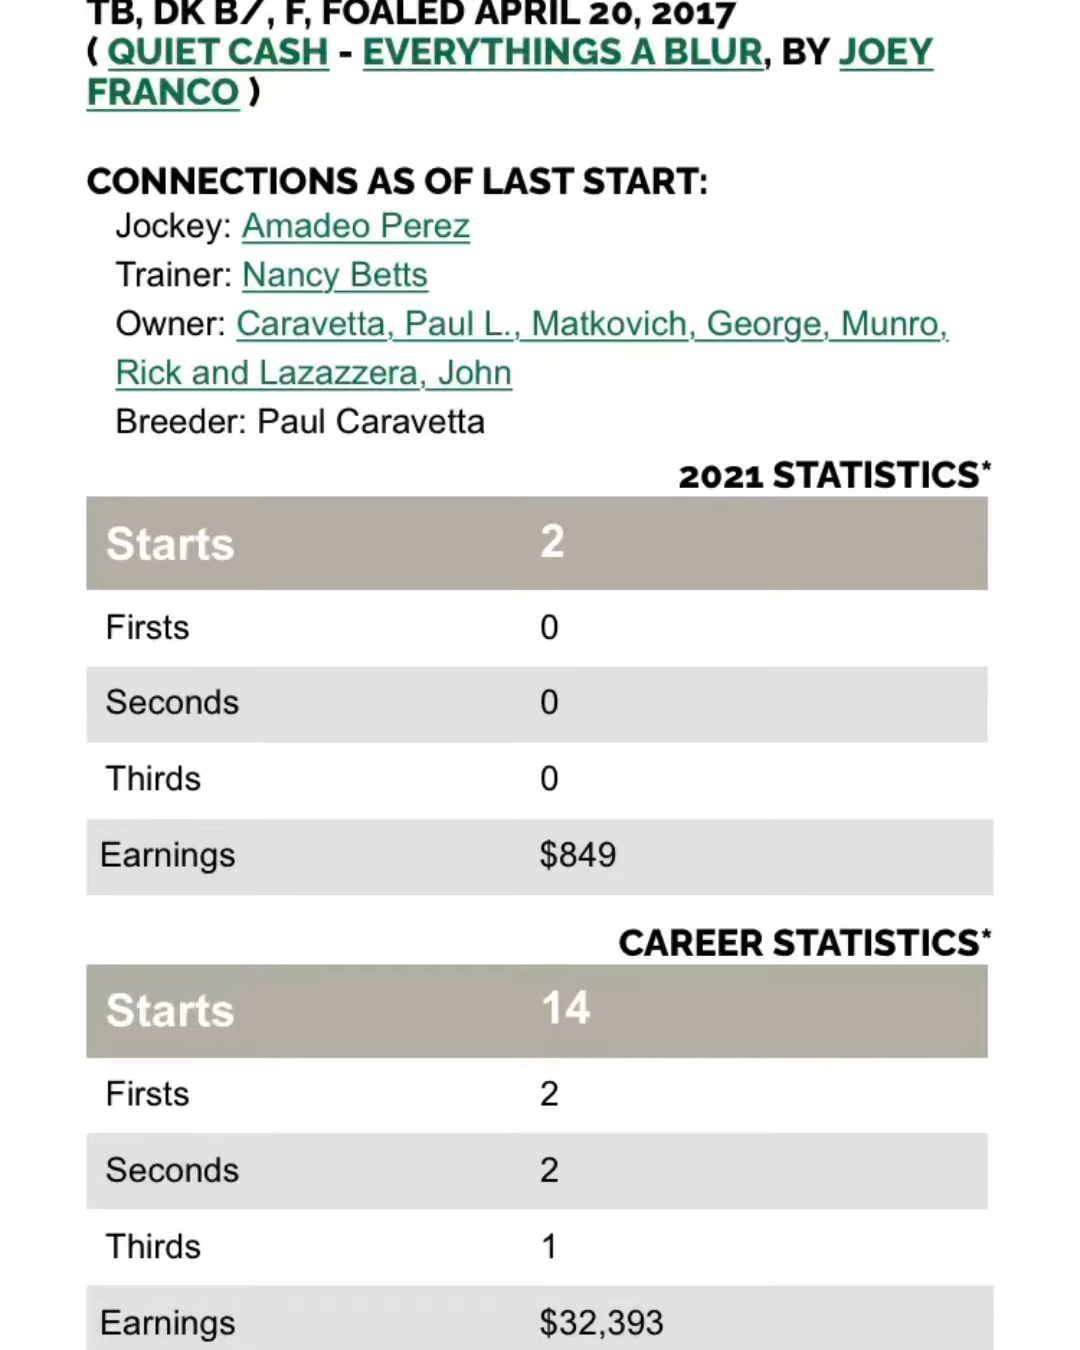 TB, DK B/, F, FOALED APRIL 20, 2017
( QUIET CASH - EVERYTHINGS A BLUR, BY JOEY
FRANCO )
CONNECTIONS AS OF LAST START:
Jockey: Amadeo Perez
Trainer: Nancy Betts
Owner: Caravetta, Paul L., Matkovich, George, Munro,
Rick and Lazazzera, John
Breeder: Paul Caravetta
2021 STATISTICS*
Starts 2
Firsts 0
Seconds 0
Thirds 0
Earnings $849
CAREER STATISTICS*
Starts 14
Firsts 2
Seconds 2
Thirds 1
Earnings $32,393